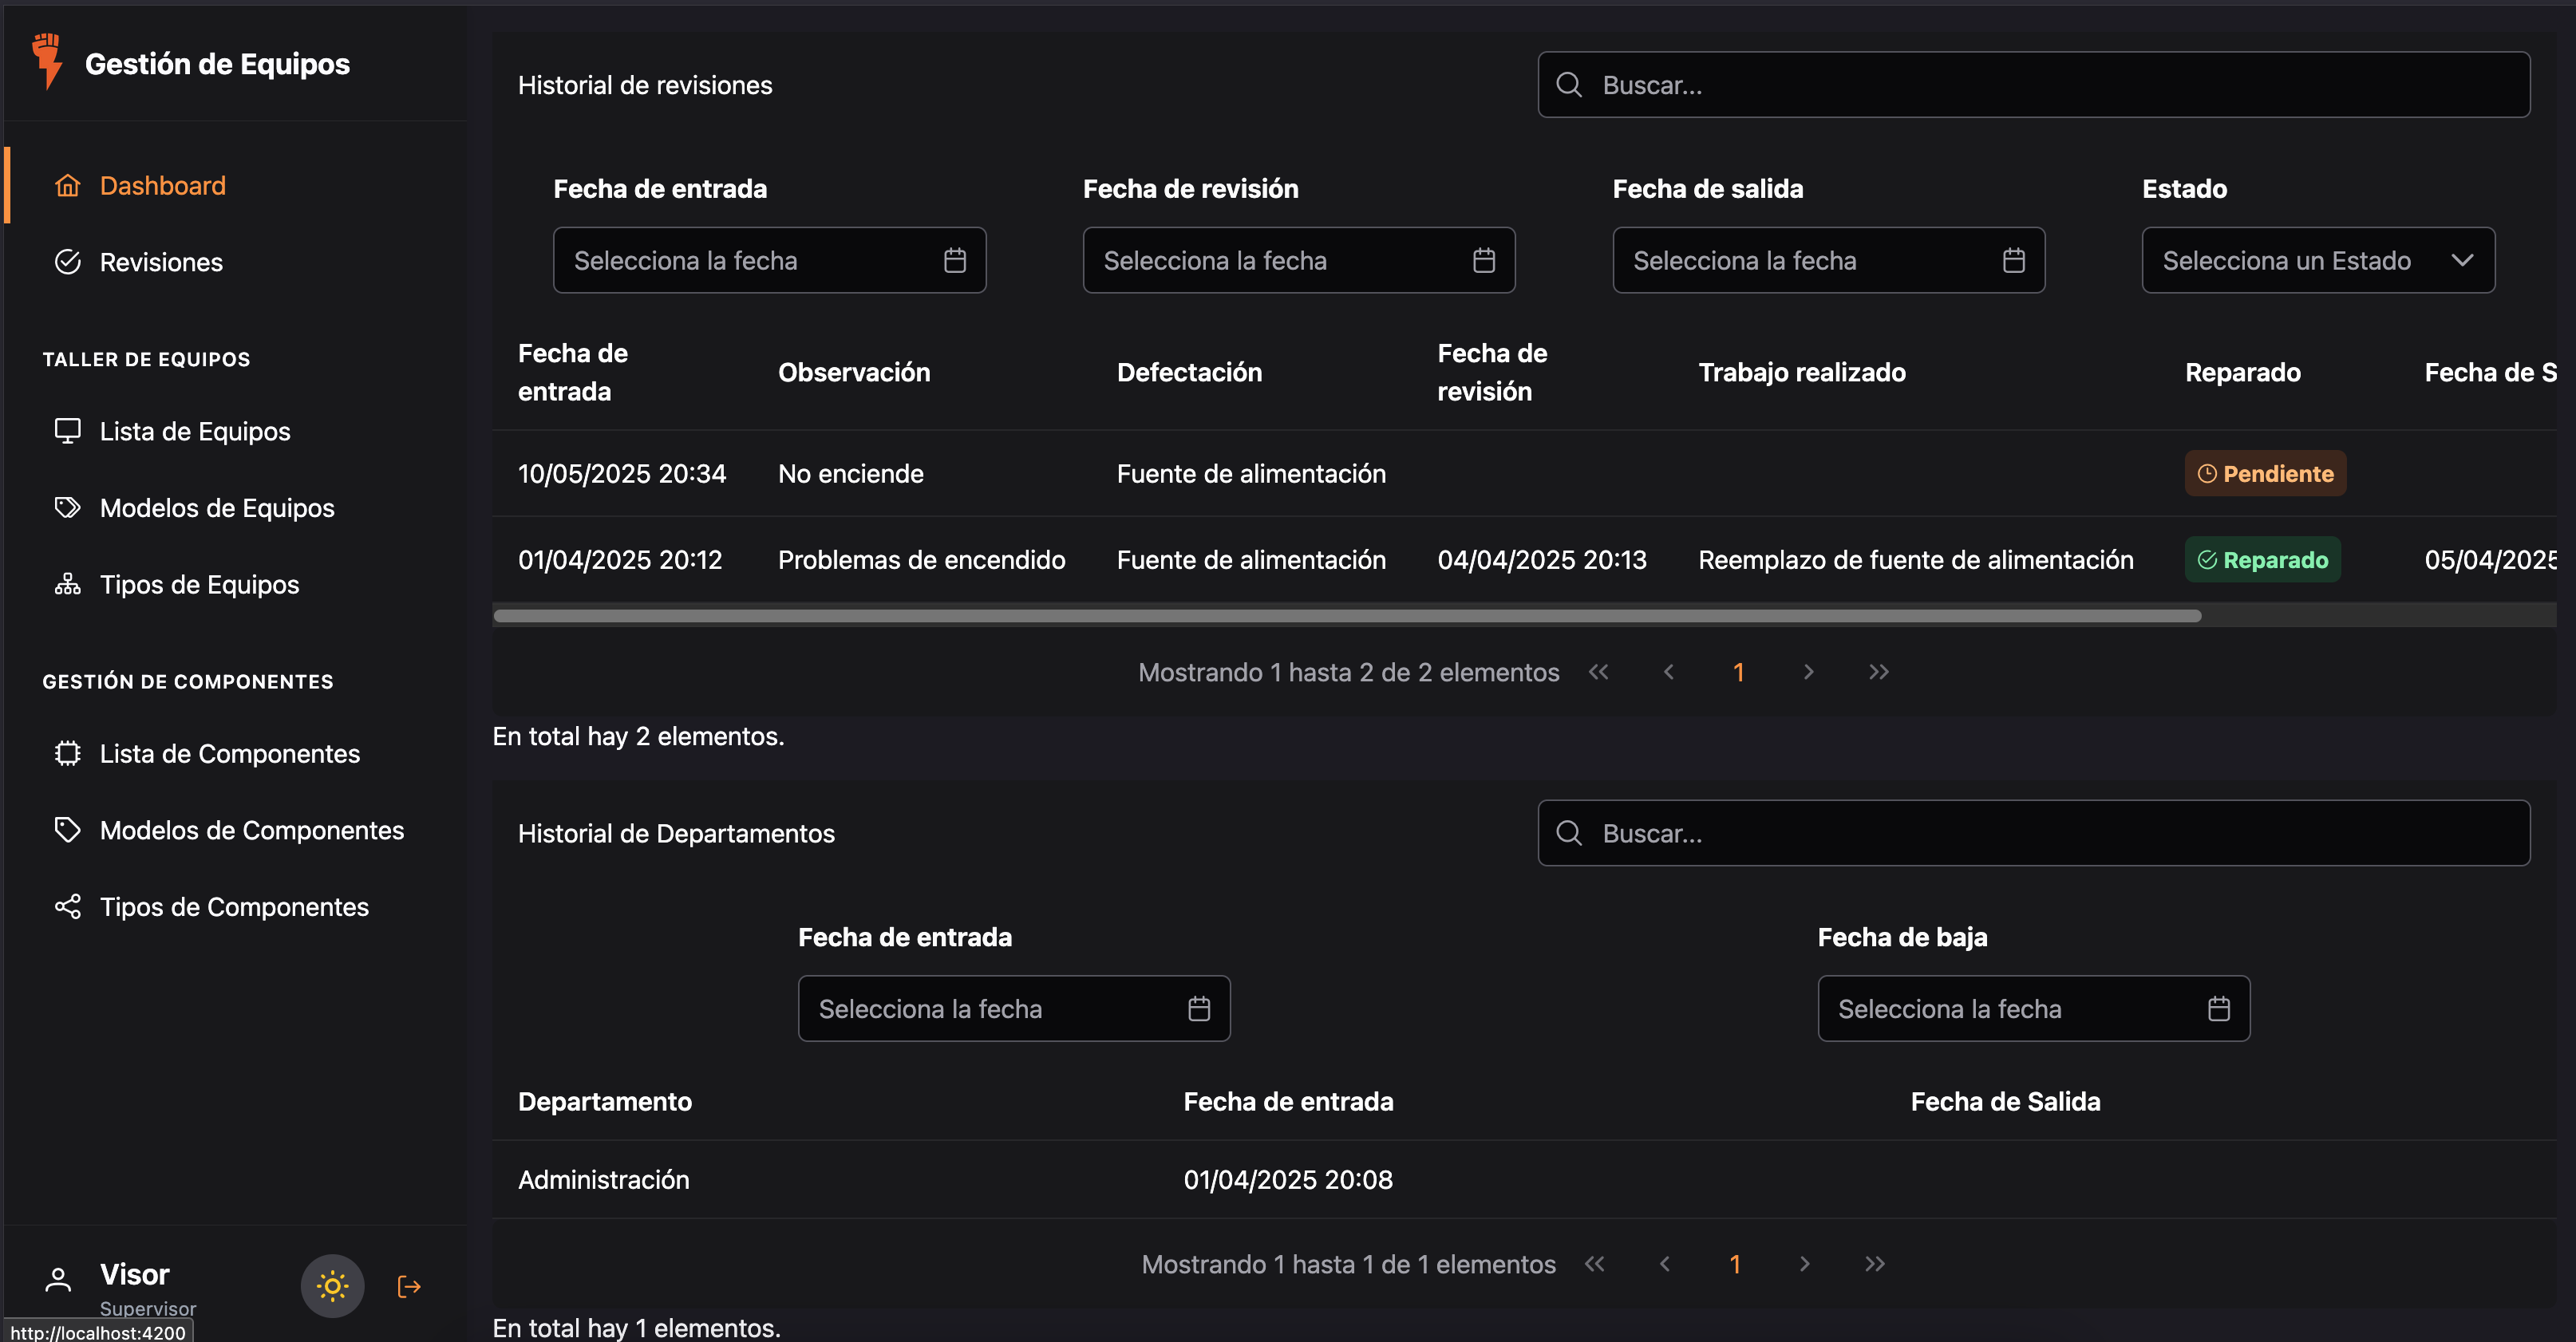 Gestión de Equipos
Dashboard
Revisiones
TALLER DE EQUIPOS
Lista de Equipos
Modelos de Equipos
Tipos de Equipos
GESTIÓN DE COMPONENTES
Lista de Componentes
Modelos de Componentes
Tipos de Componentes
Visor
Supervisor
http://localhost:4200
Historial de revisiones
Buscar...
Fecha de entrada Fecha de revisión Fecha de salida Estado
Selecciona la fecha Selecciona la fecha Selecciona la fecha Selecciona un Estado
Fecha de entrada Observación Defectación Fecha de revisión Trabajo realizado Reparado Fecha de S
10/05/2025 20:34 No enciende Fuente de alimentación Pendiente
01/04/2025 20:12 Problemas de encendido Fuente de alimentación 04/04/2025 20:13 Reemplazo de fuente de alimentación Reparado 05/04/2025
Mostrando 1 hasta 2 de 2 elementos « ‹ 1 › »
En total hay 2 elementos.
Historial de Departamentos
Buscar...
Fecha de entrada Fecha de baja
Selecciona la fecha Selecciona la fecha
Departamento Fecha de entrada Fecha de Salida
Administración 01/04/2025 20:08
Mostrando 1 hasta 1 de 1 elementos « ‹ 1 › »
En total hay 1 elementos.